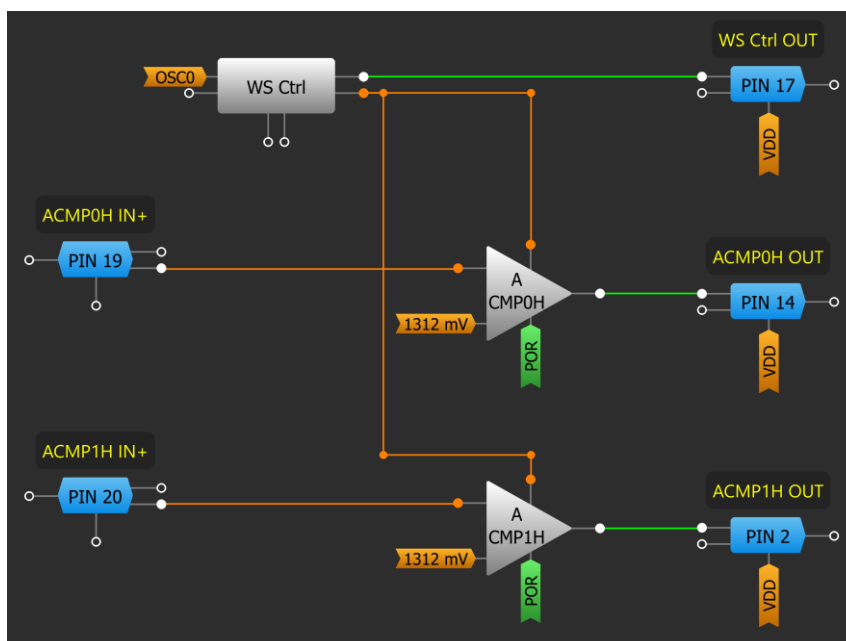 WS Ctrl OUT
OSC0
WS Ctrl
PIN 17
VDD
ACMP0H IN+
PIN 19
A
CMP0H
1312 mV
POR
ACMP0H OUT
PIN 14
VDD
ACMP1H IN+
PIN 20
A
CMP1H
1312 mV
POR
ACMP1H OUT
PIN 2
VDD